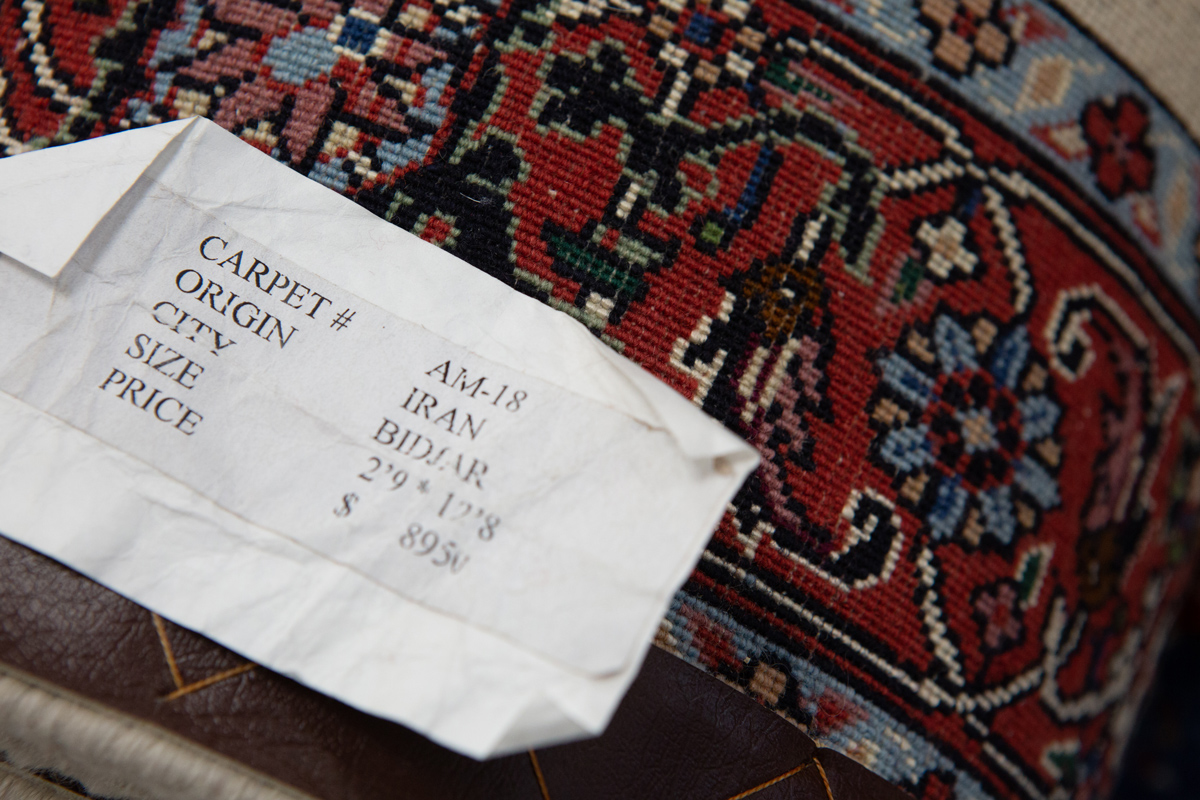 CARPET # AM-18
ORIGIN IRAN
CITY BIDJAR
SIZE 2'9 * 12'8
PRICE $ 8950